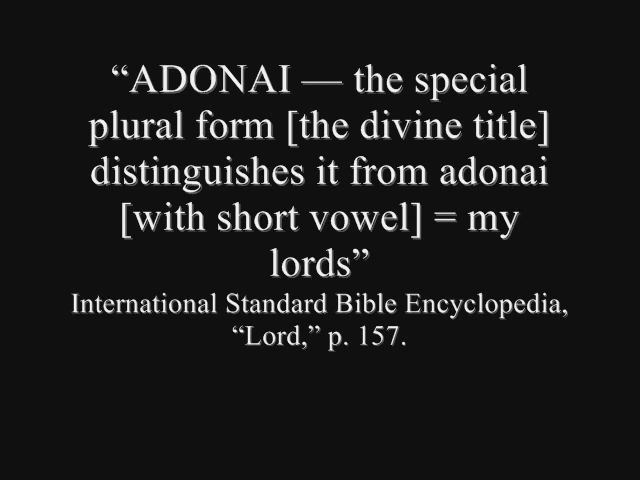 “ADONAI — the special
plural form [the divine title]
distinguishes it from adonai
[with short vowel] = my
lords”
International Standard Bible Encyclopedia,
“Lord,” p. 157.